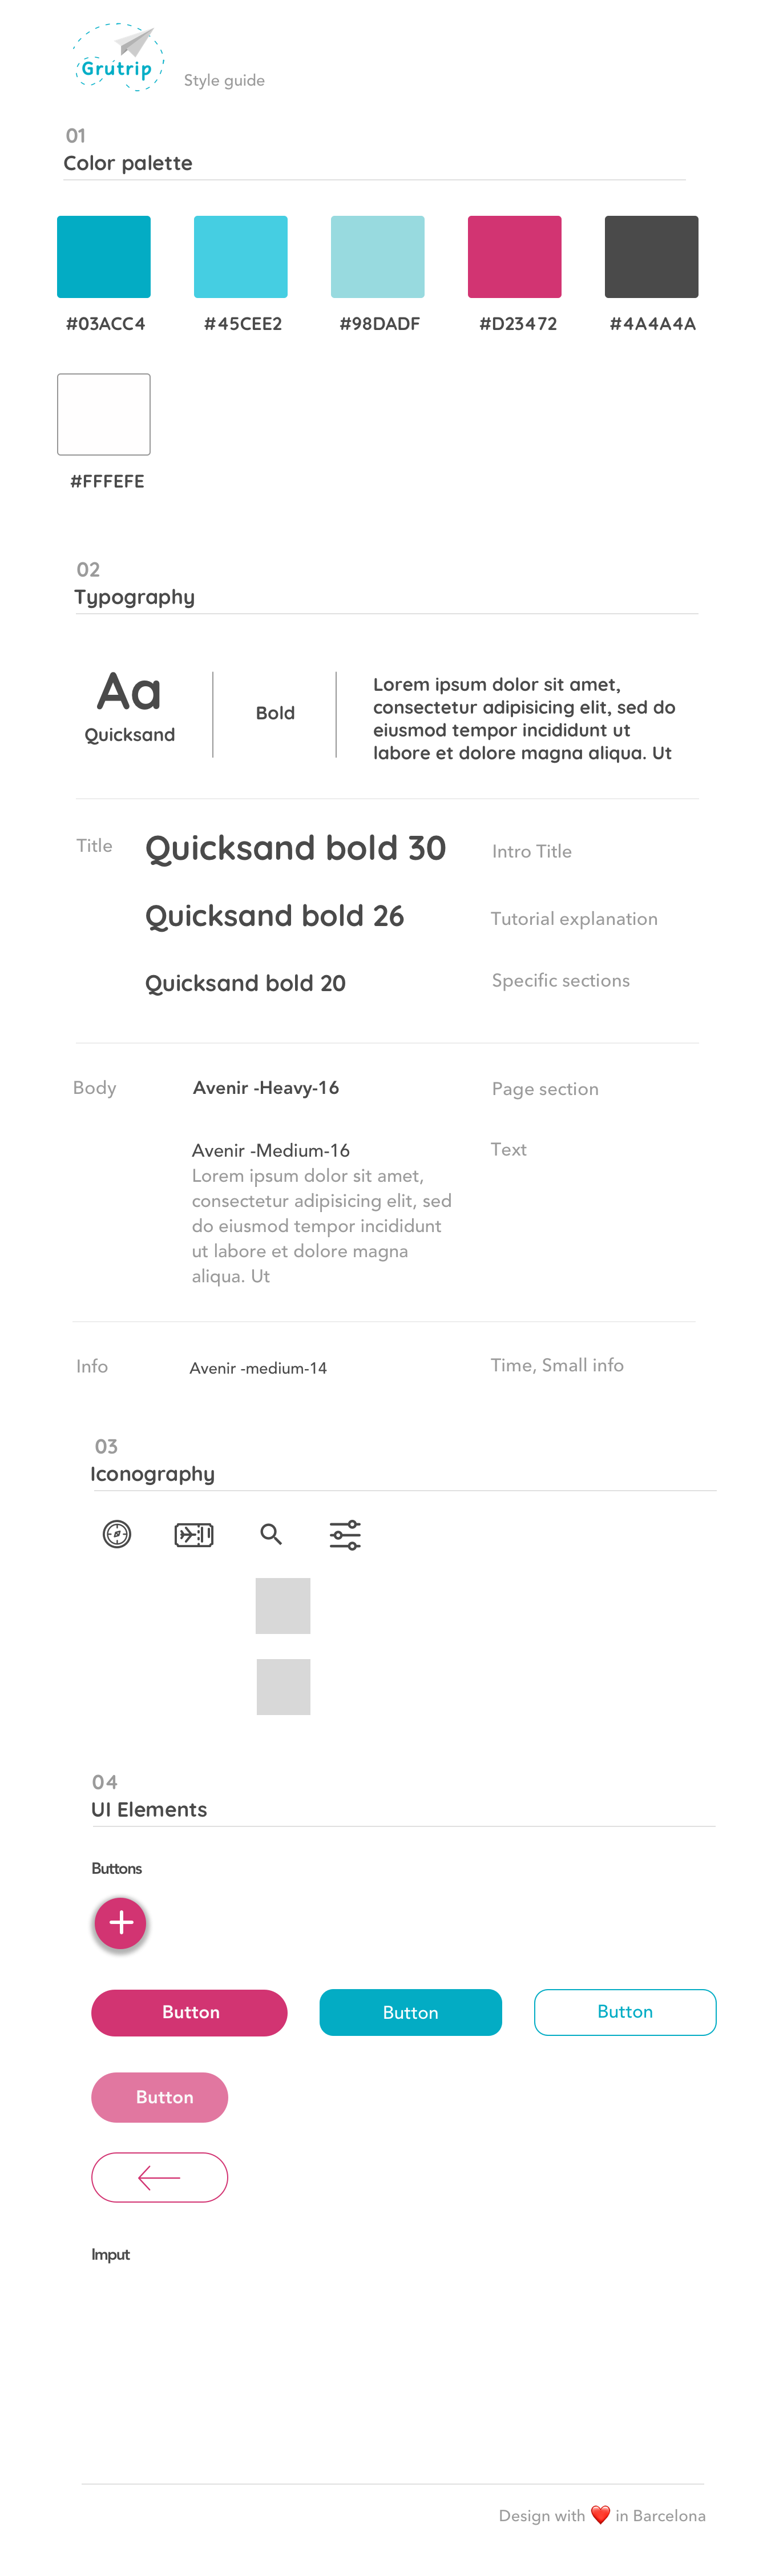 Grutrip
Style guide
01
Color palette
#03ACC4
#45CEE2
#98DADF
#D23472
#4A4A4A
#FFFEFE
02
Typography
Aa
Quicksand
Bold
Lorem ipsum dolor sit amet,
consectetur adipisicing elit, sed do
eiusmod tempor incididunt ut
labore et dolore magna aliqua. Ut
Title
Quicksand bold 30
Intro Title
Quicksand bold 26
Tutorial explanation
Quicksand bold 20
Specific sections
Body
Avenir -Heavy-16
Page section
Avenir -Medium-16
Text
Lorem ipsum dolor sit amet,
consectetur adipisicing elit, sed
do eiusmod tempor incididunt
ut labore et dolore magna
aliqua. Ut
Info
Avenir -medium-14
Time, Small info
03
Iconography
04
UI Elements
Buttons
Button
Button
Button
Button
Imput
Design with ❤️ in Barcelona